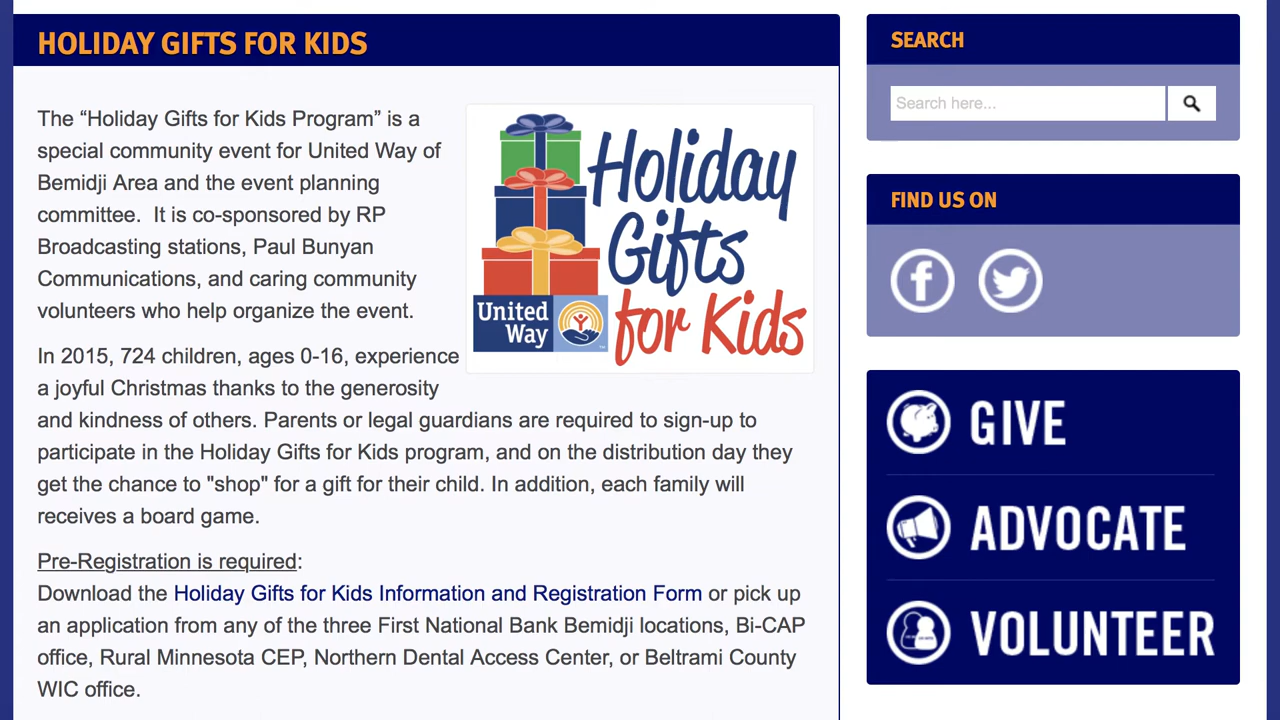 HOLIDAY GIFTS FOR KIDS
The “Holiday Gifts for Kids Program” is a
special community event for United Way of
Bemidji Area and the event planning
committee.  It is co-sponsored by RP
Broadcasting stations, Paul Bunyan
Communications, and caring community
volunteers who help organize the event.
Holiday
Gifts
for Kids
United
Way
In 2015, 724 children, ages 0-16, experience
a joyful Christmas thanks to the generosity
and kindness of others. Parents or legal guardians are required to sign-up to
participate in the Holiday Gifts for Kids program, and on the distribution day they
get the chance to "shop" for a gift for their child. In addition, each family will
receives a board game.
Pre-Registration is required:
Download the Holiday Gifts for Kids Information and Registration Form or pick up
an application from any of the three First National Bank Bemidji locations, Bi-CAP
office, Rural Minnesota CEP, Northern Dental Access Center, or Beltrami County
WIC office.
SEARCH
Search here...
FIND US ON
GIVE
ADVOCATE
VOLUNTEER